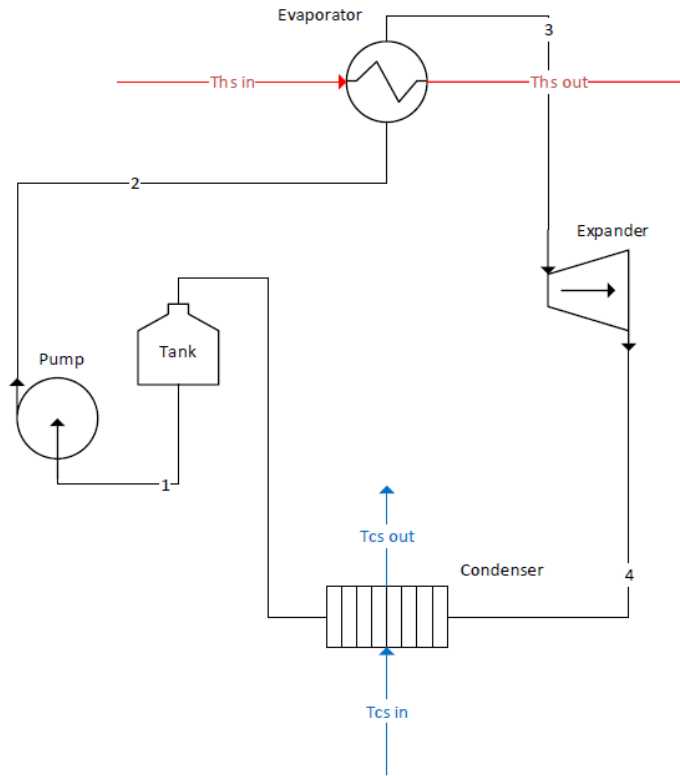 Evaporator
3
Ths in
Ths out
2
Expander
Tank
Pump
1
Tcs out
Condenser
4
Tcs in